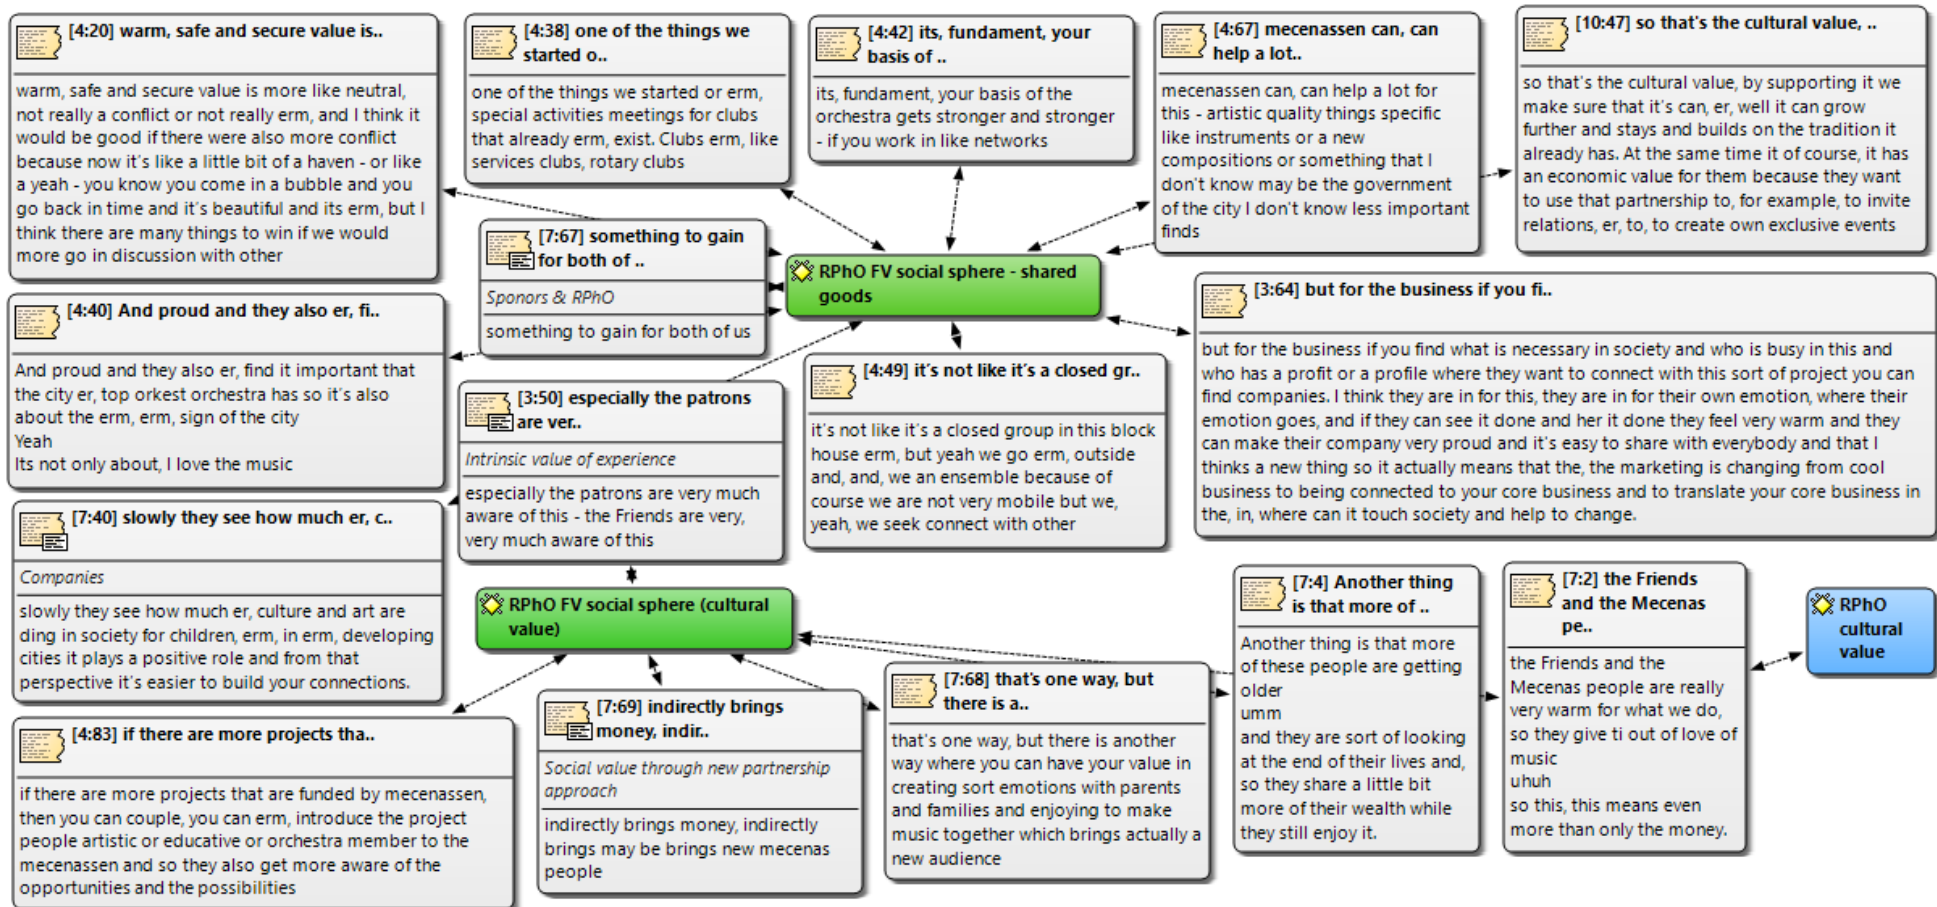 [4:20] warm, safe and secure value is..
warm, safe and secure value is more like neutral,
not really a conflict or not really erm, and I think it
would be good if there were also more conflict
because now it's like a little bit of a haven - or like
a yeah - you know you come in a bubble and you
go back in time and it's beautiful and its erm, but I
think there are many things to win if we would
more go in discussion with other
[4:38] one of the things we
started o..
one of the things we started or erm,
special activities meetings for clubs
that already erm, exist. Clubs erm, like
services clubs, rotary clubs
[4:42] its, fundament, your
basis of ..
its, fundament, your basis of the
orchestra gets stronger and stronger
- if you work in like networks
[4:67] mecenassen can, can
help a lot..
mecenassen can, can help a lot for
this - artistic quality things specific
like instruments or a new
compositions or something that I
don't know may be the government
of the city I don't know less important
finds
[10:47] so that's the cultural value, ..
so that's the cultural value, by supporting it we
make sure that it's can, er, well it can grow
further and stays and builds on the tradition it
already has. At the same time it of course, it has
an economic value for them because they want
to use that partnership to, for example, to invite
relations, er, to, to create own exclusive events
[7:67] something to gain
for both of ..
Sponors & RPhO
something to gain for both of us
RPhO FV social sphere - shared
goods
[4:40] And proud and they also er, fi..
And proud and they also er, find it important that
the city er, top orkest orchestra has so it's also
about the erm, erm, sign of the city
Yeah
Its not only about, I love the music
[3:64] but for the business if you fi..
but for the business if you find what is necessary in society and who is busy in this and
who has a profit or a profile where they want to connect with this sort of project you can
find companies. I think they are in for this, they are in for their own emotion, where their
emotion goes, and if they can see it done and her it done they feel very warm and they
can make their company very proud and it's easy to share with everybody and that I
thinks a new thing so it actually means that the, the marketing is changing from cool
business to being connected to your core business and to translate your core business in
the, in, where can it touch society and help to change.
[3:50] especially the patrons
are ver..
Intrinsic value of experience
especially the patrons are very much
aware of this - the Friends are very,
very much aware of this
[4:49] it's not like it's a closed gr..
it's not like it's a closed group in this block
house erm, but yeah we go erm, outside
and, and, we an ensemble because of
course we are not very mobile but we,
yeah, we seek connect with other
[7:40] slowly they see how much er, c..
Companies
slowly they see how much er, culture and art are
ding in society for children, erm, in erm, developing
cities it plays a positive role and from that
perspective it's easier to build your connections.
RPhO FV social sphere (cultural
value)
[7:4] Another thing
is that more of ..
Another thing is that more
of these people are getting
older
umm
and they are sort of looking
at the end of their lives and,
so they share a little bit
more of their wealth while
they still enjoy it.
[7:2] the Friends
and the Mecenas
pe..
the Friends and the
Mecenas people are really
very warm for what we do,
so they give ti out of love of
music
uhuh
so this, this means even
more than only the money.
RPhO
cultural
value
[4:83] if there are more projects tha..
if there are more projects that are funded by mecenassen,
then you can couple, you can erm, introduce the project
people artistic or educative or orchestra member to the
mecenassen and so they also get more aware of the
opportunities and the possibilities
[7:69] indirectly brings
money, indir..
Social value through new partnership
approach
indirectly brings money, indirectly
brings may be brings new mecenas
people
[7:68] that's one way, but
there is a..
that's one way, but there is another
way where you can have your value in
creating sort emotions with parents
and families and enjoying to make
music together which brings actually a
new audience